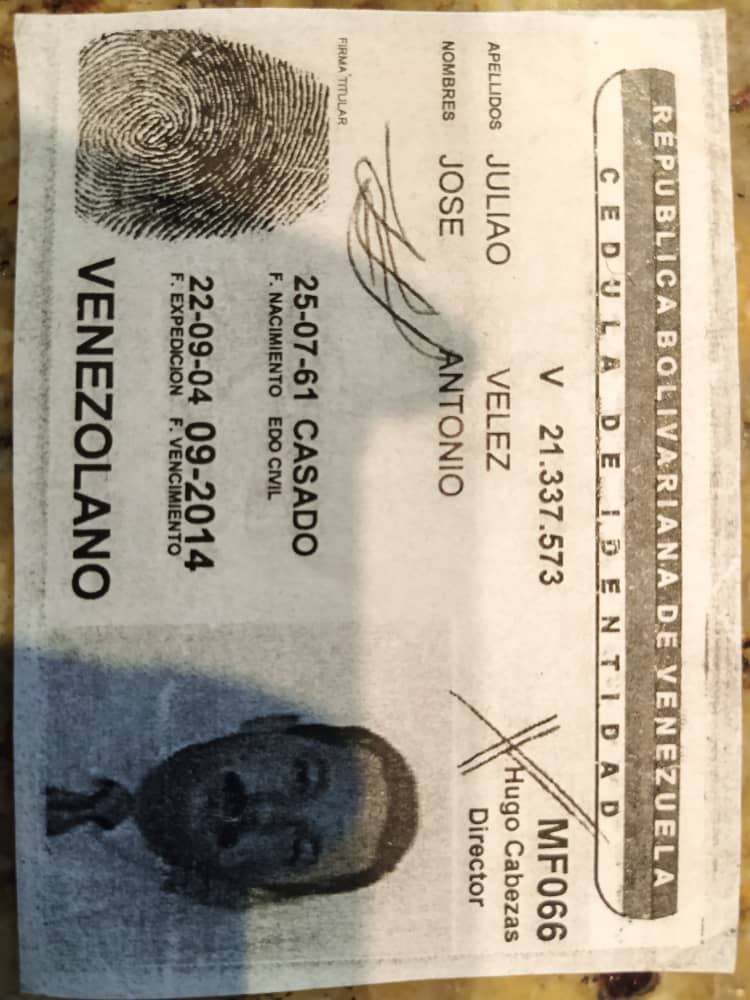 REPUBLICA BOLIVARIANA DE VENEZUELA
CEDULA DE IDENTIDAD
V 21.337.573
MF066
Hugo Cabezas
Director
APELLIDOS JULIAO VELEZ
NOMBRES JOSE ANTONIO
FIRMA TITULAR
25-07-61 CASADO
F. NACIMIENTO EDO CIVIL
22-09-04 09-2014
F. EXPEDICION F. VENCIMIENTO
VENEZOLANO